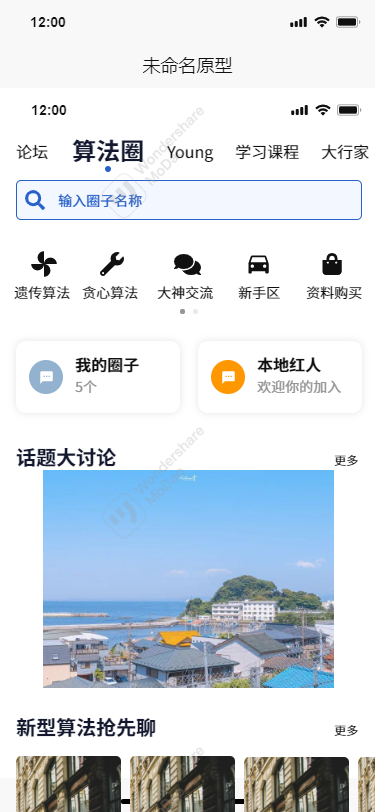 12:00
未命名原型
12:00
论坛 算法圈 Young 学习课程 大行家
输入圈子名称
遗传算法 贪心算法 大神交流 新手区 资料购买
我的圈子 本地红人
5个 欢迎你的加入
话题大讨论 更多
新型算法抢先聊 更多
Wondershare
MoDao
Wondershare
Wondershare